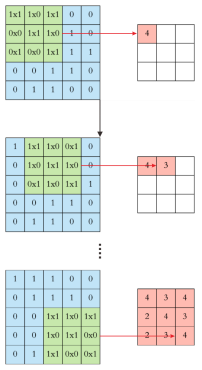 1x1 1x0 1x1 0 0
0x0 1x1 1x0 1 0 4
0x1 0x0 1x1 1 1
0 0 1 1 0
0 1 1 0 0
1 1x1 1x0 0x1 0
0 1x0 1x1 1x0 0 4 3
0 0x1 1x0 1x1 1
0 0 1 1 0
0 1 1 0 0
1 1 1 0 0
0 1 1 1 0 4 3 4
0 0 1x1 1x0 1x1 2 4 3
0 0 1x0 1x1 0x0 2 3 4
0 1 1x1 0x0 0x1